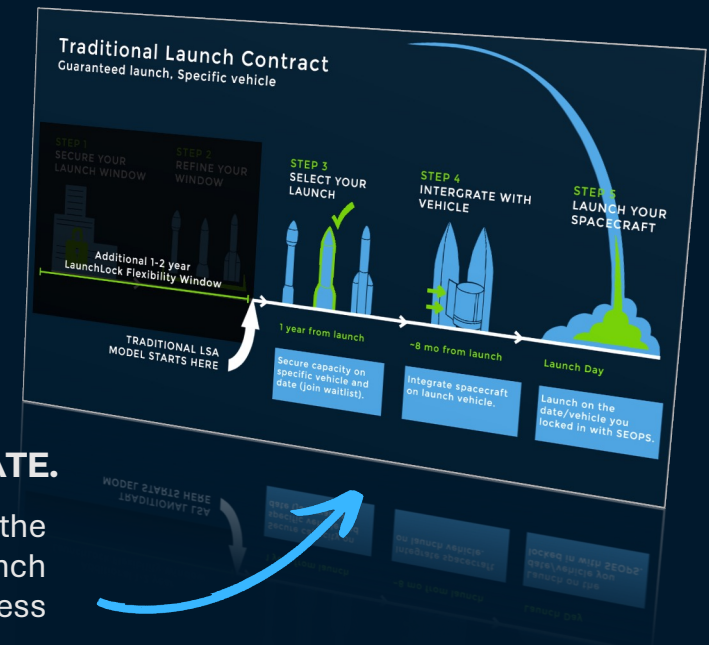 Traditional Launch Contract
Guaranteed launch, Specific vehicle
STEP 1
SECURE YOUR
LAUNCH WINDOW
STEP 2
REFINE YOUR
WINDOW
Additional 1-2 year
LaunchLock Flexibility Window
TRADITIONAL LSA
MODEL STARTS HERE
STEP 3
SELECT YOUR
LAUNCH
1 year from launch
Secure capacity on
specific vehicle and
date (join waitlist).
STEP 4
INTERGRATE WITH
VEHICLE
~8 mo from launch
Integrate spacecraft
on launch vehicle.
STEP 5
LAUNCH YOUR
SPACECRAFT
Launch Day
Launch on the
date/vehicle you
locked in with SEOPS.
ATE.
the
nch
ess